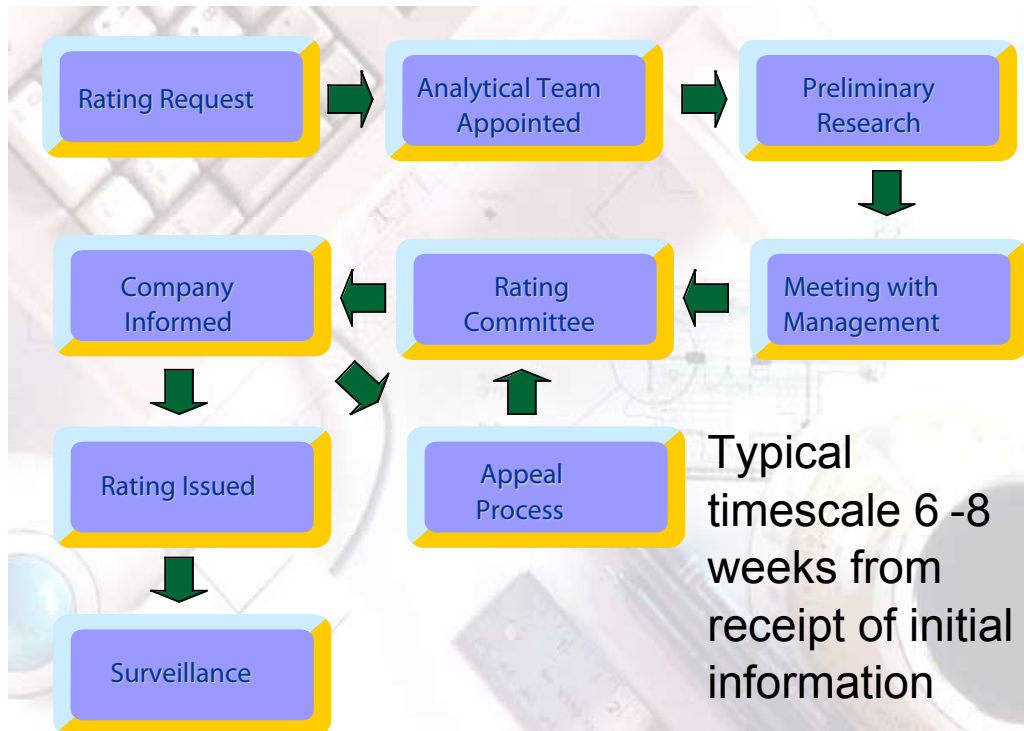 Rating Request
Analytical Team
Appointed
Preliminary
Research
Company
Informed
Rating
Committee
Meeting with
Management
Rating Issued
Appeal
Process
Surveillance
Typical
timescale 6 -8
weeks from
receipt of initial
information